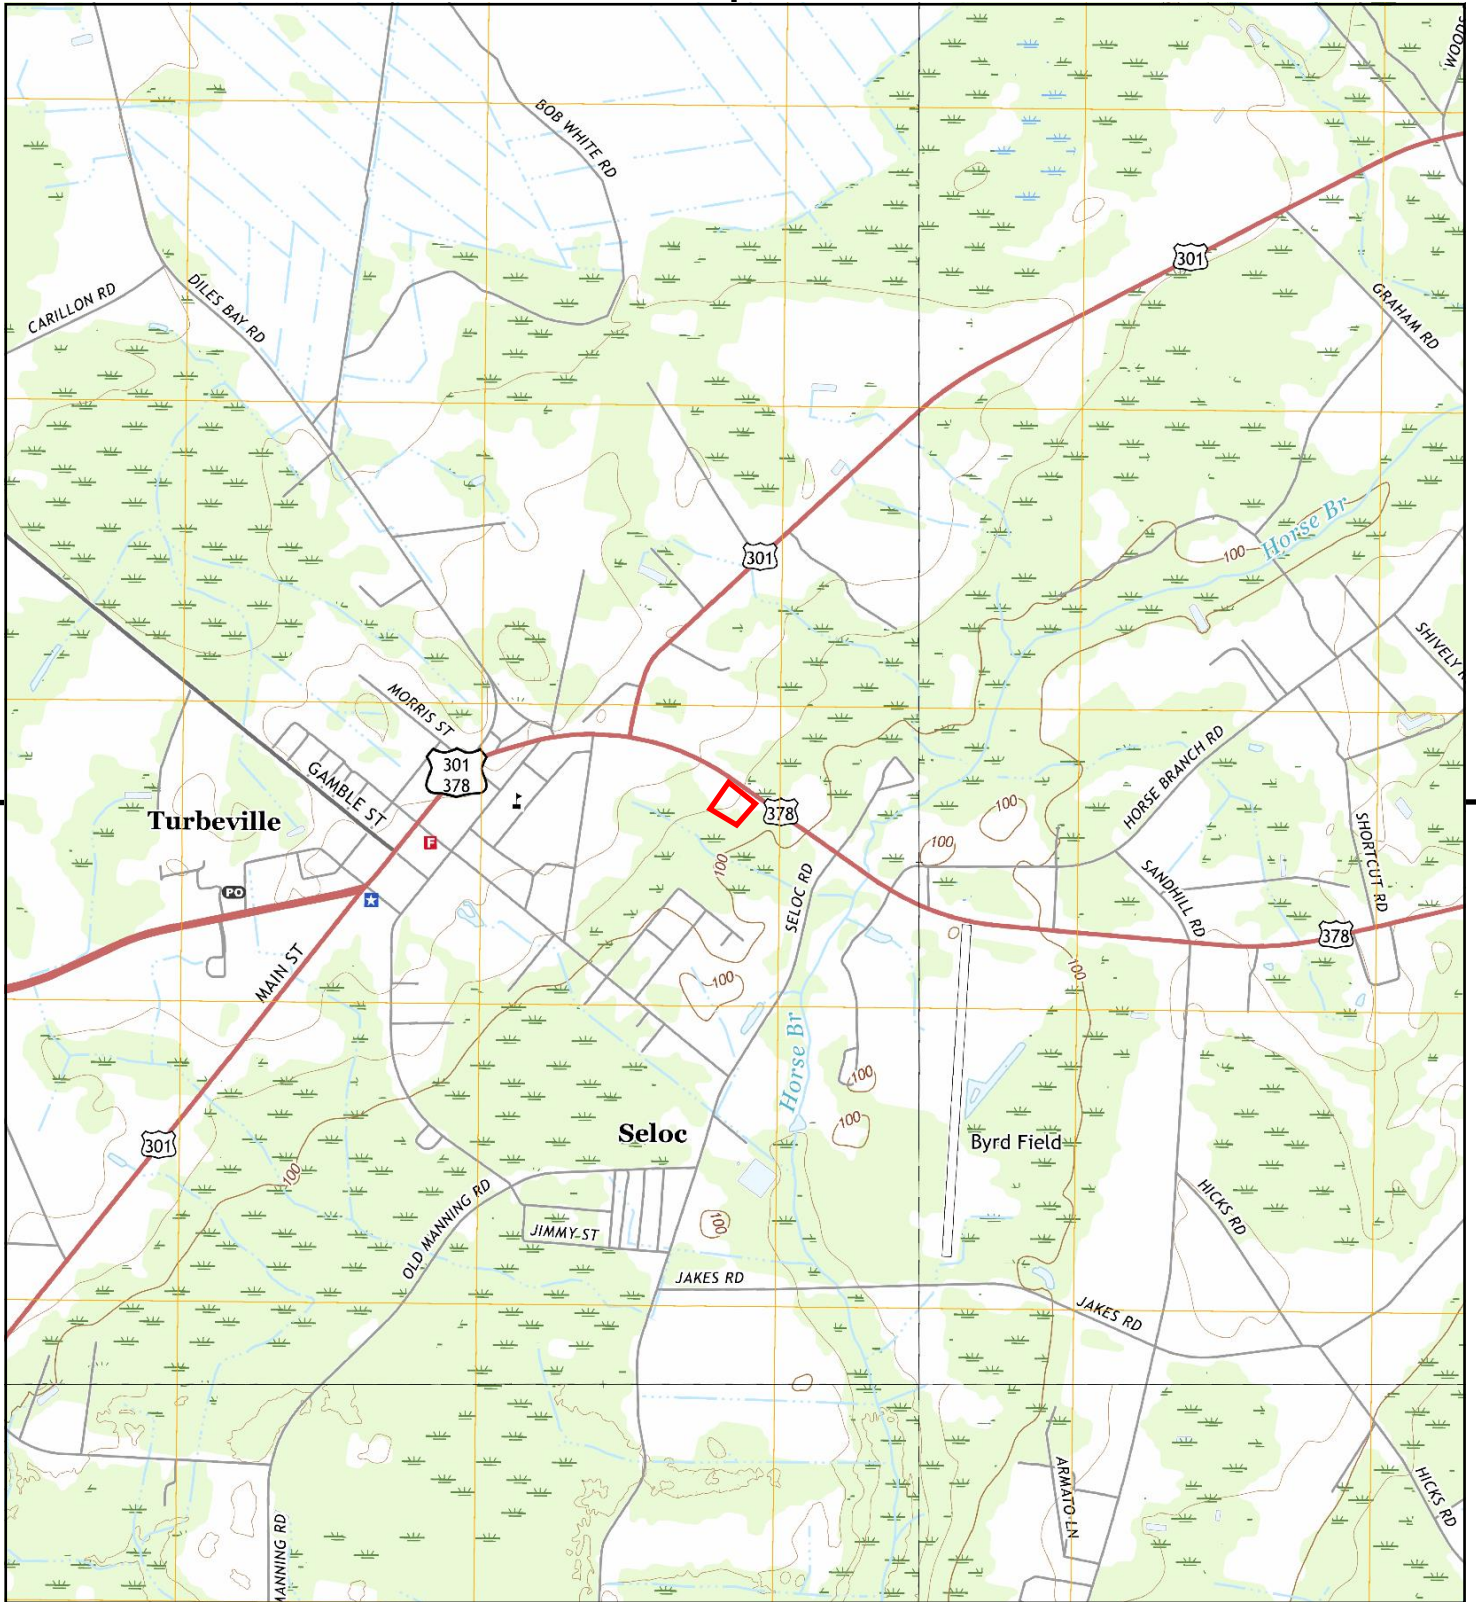 WOODS
BOB WHITE RD
301
CARILLON RD
DILES BAY RD
GRAHAM RD
Horse Br
100
301
SHIVELY R
MORRIS ST
301
378
GAMBLE ST
HORSE BRANCH RD
Turbeville
378
100
100
F
SHORTCUT RD
100
SANDHILL RD
PO
SELOC RD
378
MAIN ST
100
100
Horse Br
100
100
Seloc
301
Byrd Field
100
HICKS RD
OLD MANNING RD
100
JIMMY ST
JAKES RD
JAKES RD
ARMATO LN
HICKS RD
MANNING RD